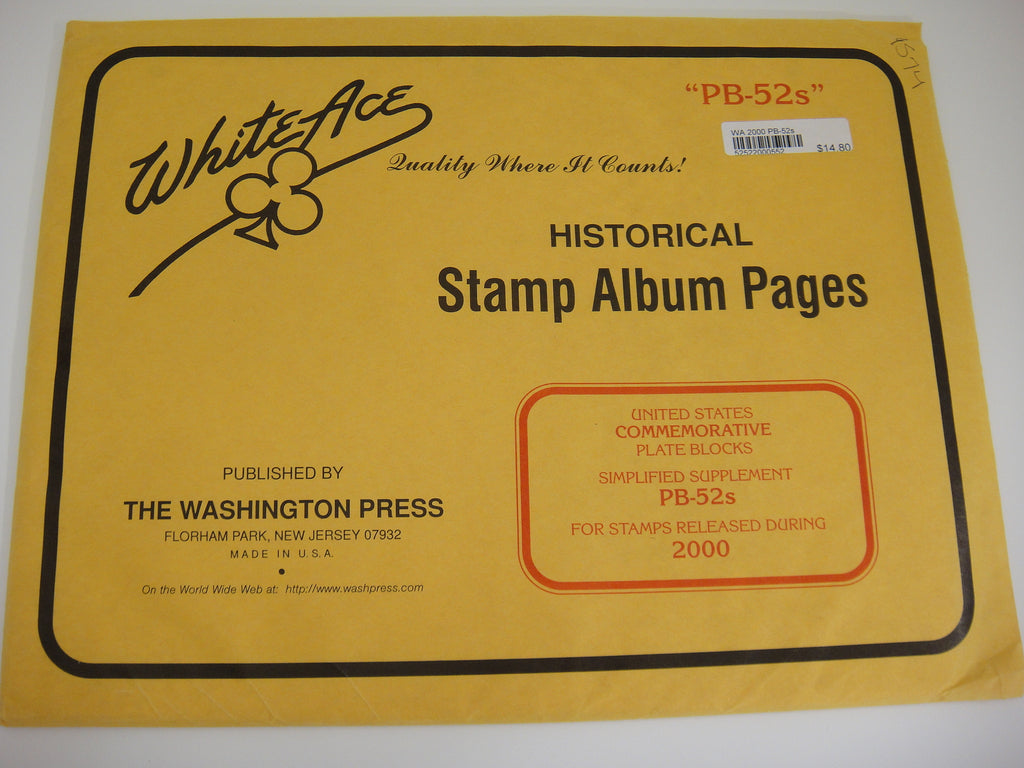 White Ace
Quality Where It Counts!
"PB-52s"
WA 2000 PB-52s
52522000552
$14.80
1574
HISTORICAL
Stamp Album Pages
UNITED STATES
COMMEMORATIVE
PLATE BLOCKS
SIMPLIFIED SUPPLEMENT
PB-52s
FOR STAMPS RELEASED DURING
2000
PUBLISHED BY
THE WASHINGTON PRESS
FLORHAM PARK, NEW JERSEY 07932
MADE IN U.S.A.
On the World Wide Web at: http://www.washpress.com